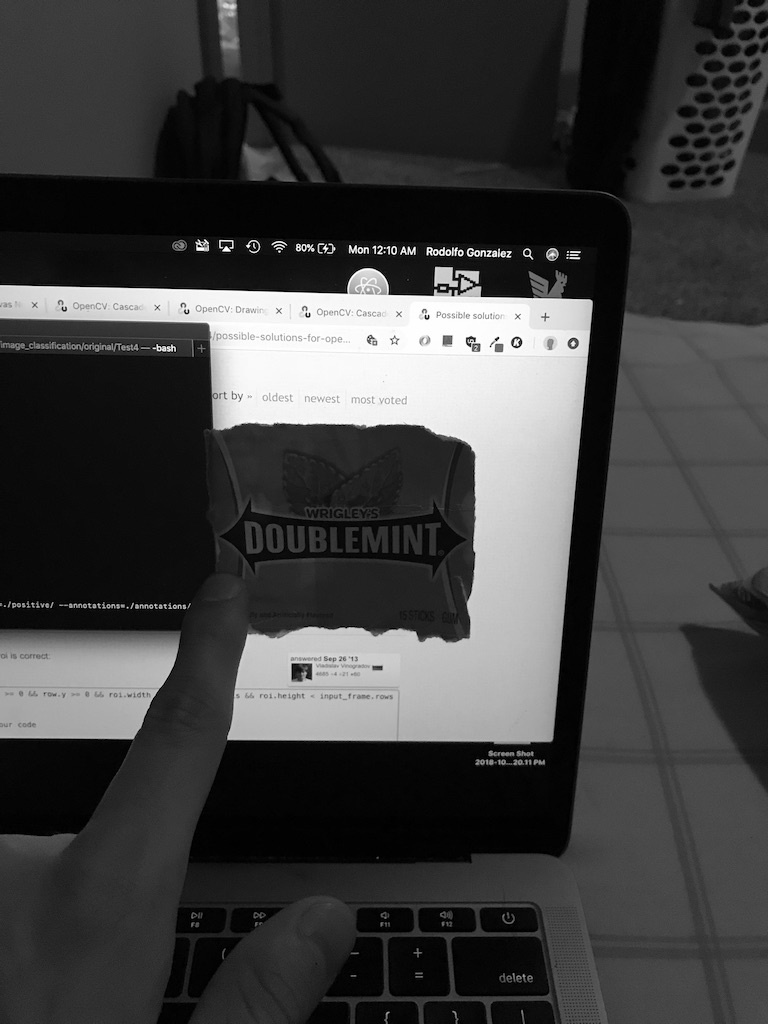 80%
Mon 12:10 AM
Rodolfo Gonzalez
OpenCV: Cascad
OpenCV: Drawing
OpenCV: Cascad
Possible solution
/possible-solutions-for-ope...
image_classification/original/Test4 — -bash
ort by » oldest newest most voted
WRIGLEY'S
DOUBLEMINT
15 STICKS GUM
=./positive/ --annotations=./annotations/
roi is correct.
answered Sep 26 '13
Vladislav Vinogradov
>= 0 && row.y >= 0 && roi.width
&& roi.height < input_frame.rows
our code
Screen Shot
2018-10...20.11 PM
F8
F11
F12
+
=
-
delete
{
}